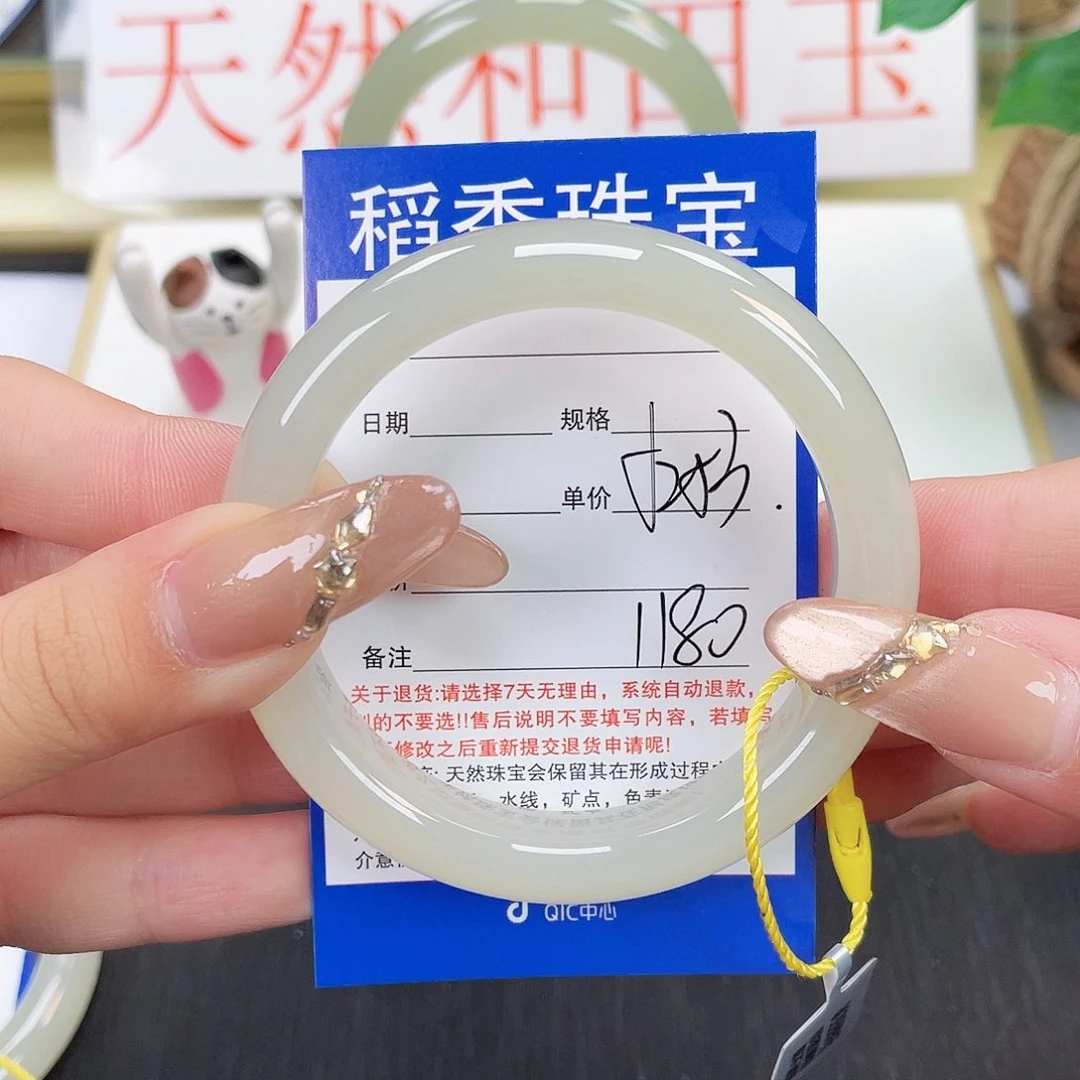 天然和田玉
稻香珠宝
日期
规格
单价
备注
1180
关于退货:请选择7天无理由，系统自动退款，
的不要选!!售后说明不要填写内容，若填写
修改之后重新提交退货申请呢!
天然珠宝会保留其在形成过程
水线，矿点，色素
介意
QIC中心